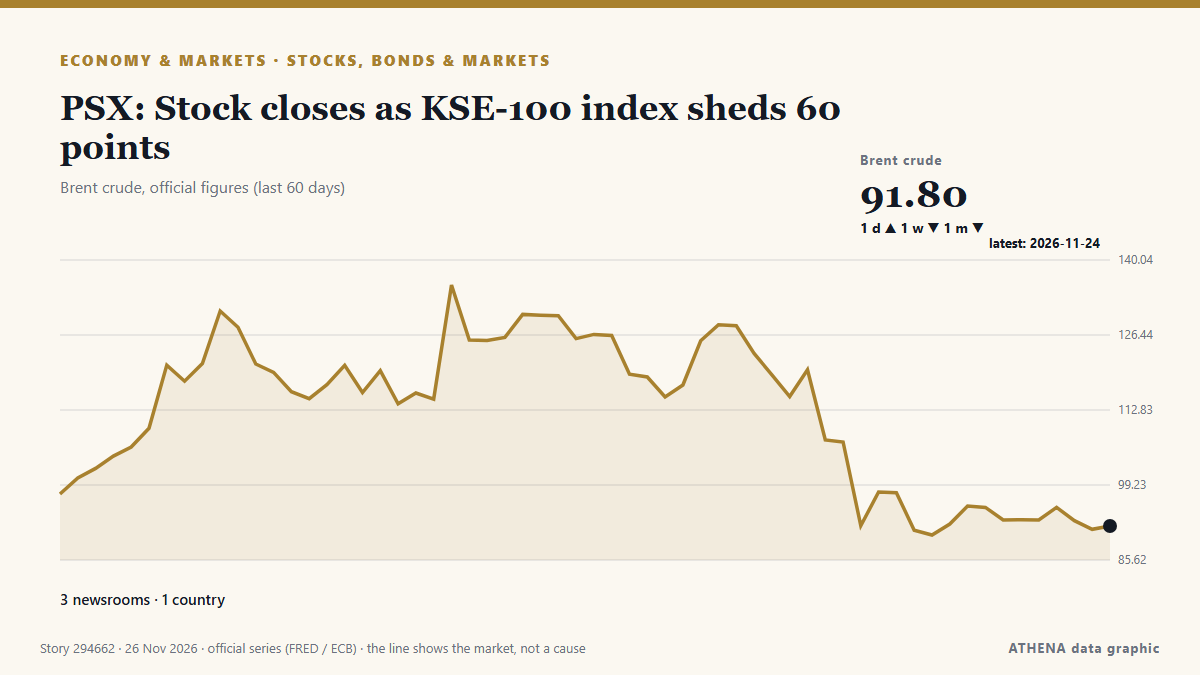 ECONOMY & MARKETS · STOCKS, BONDS & MARKETS
PSX: Stock closes as KSE-100 index sheds 60
points
Brent crude, official figures (last 60 days)
Brent crude
91.80
1 d ▲ 1 w ▼ 1 m ▼
latest: 2026-11-24
140.04
126.44
112.83
99.23
85.62
3 newsrooms · 1 country
Story 294662 · 26 Nov 2026 · official series (FRED / ECB) · the line shows the market, not a cause
ATHENA data graphic